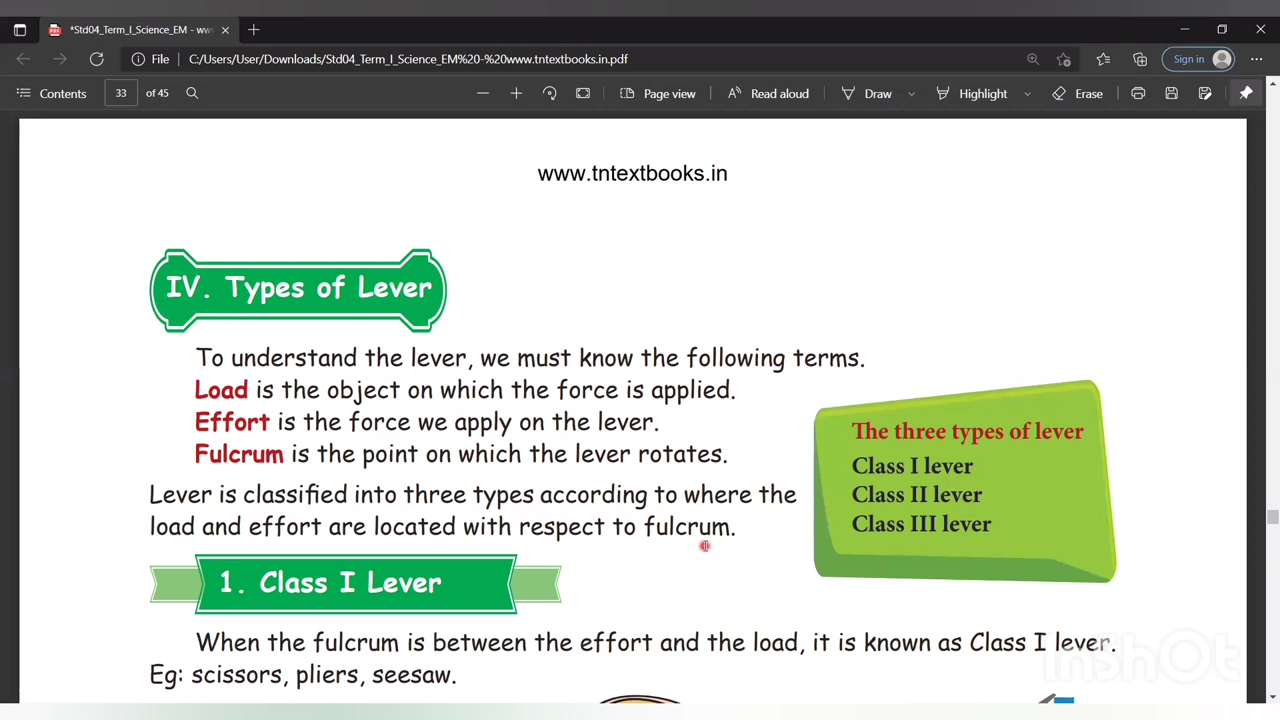 *Std04_Term_I_Science_EM - www
File
C:/Users/User/Downloads/Std04_Term_I_Science_EM%20-%20www.tntextbooks.in.pdf
Sign in
Contents
33
of 45
Page view
Read aloud
Draw
Highlight
Erase
www.tntextbooks.in
IV. Types of Lever
To understand the lever, we must know the following terms.
Load is the object on which the force is applied.
Effort is the force we apply on the lever.
Fulcrum is the point on which the lever rotates.
Lever is classified into three types according to where the
load and effort are located with respect to fulcrum.
The three types of lever
Class I lever
Class II lever
Class III lever
1. Class I Lever
When the fulcrum is between the effort and the load, it is known as Class I lever.
Eg: scissors, pliers, seesaw.
InshOt